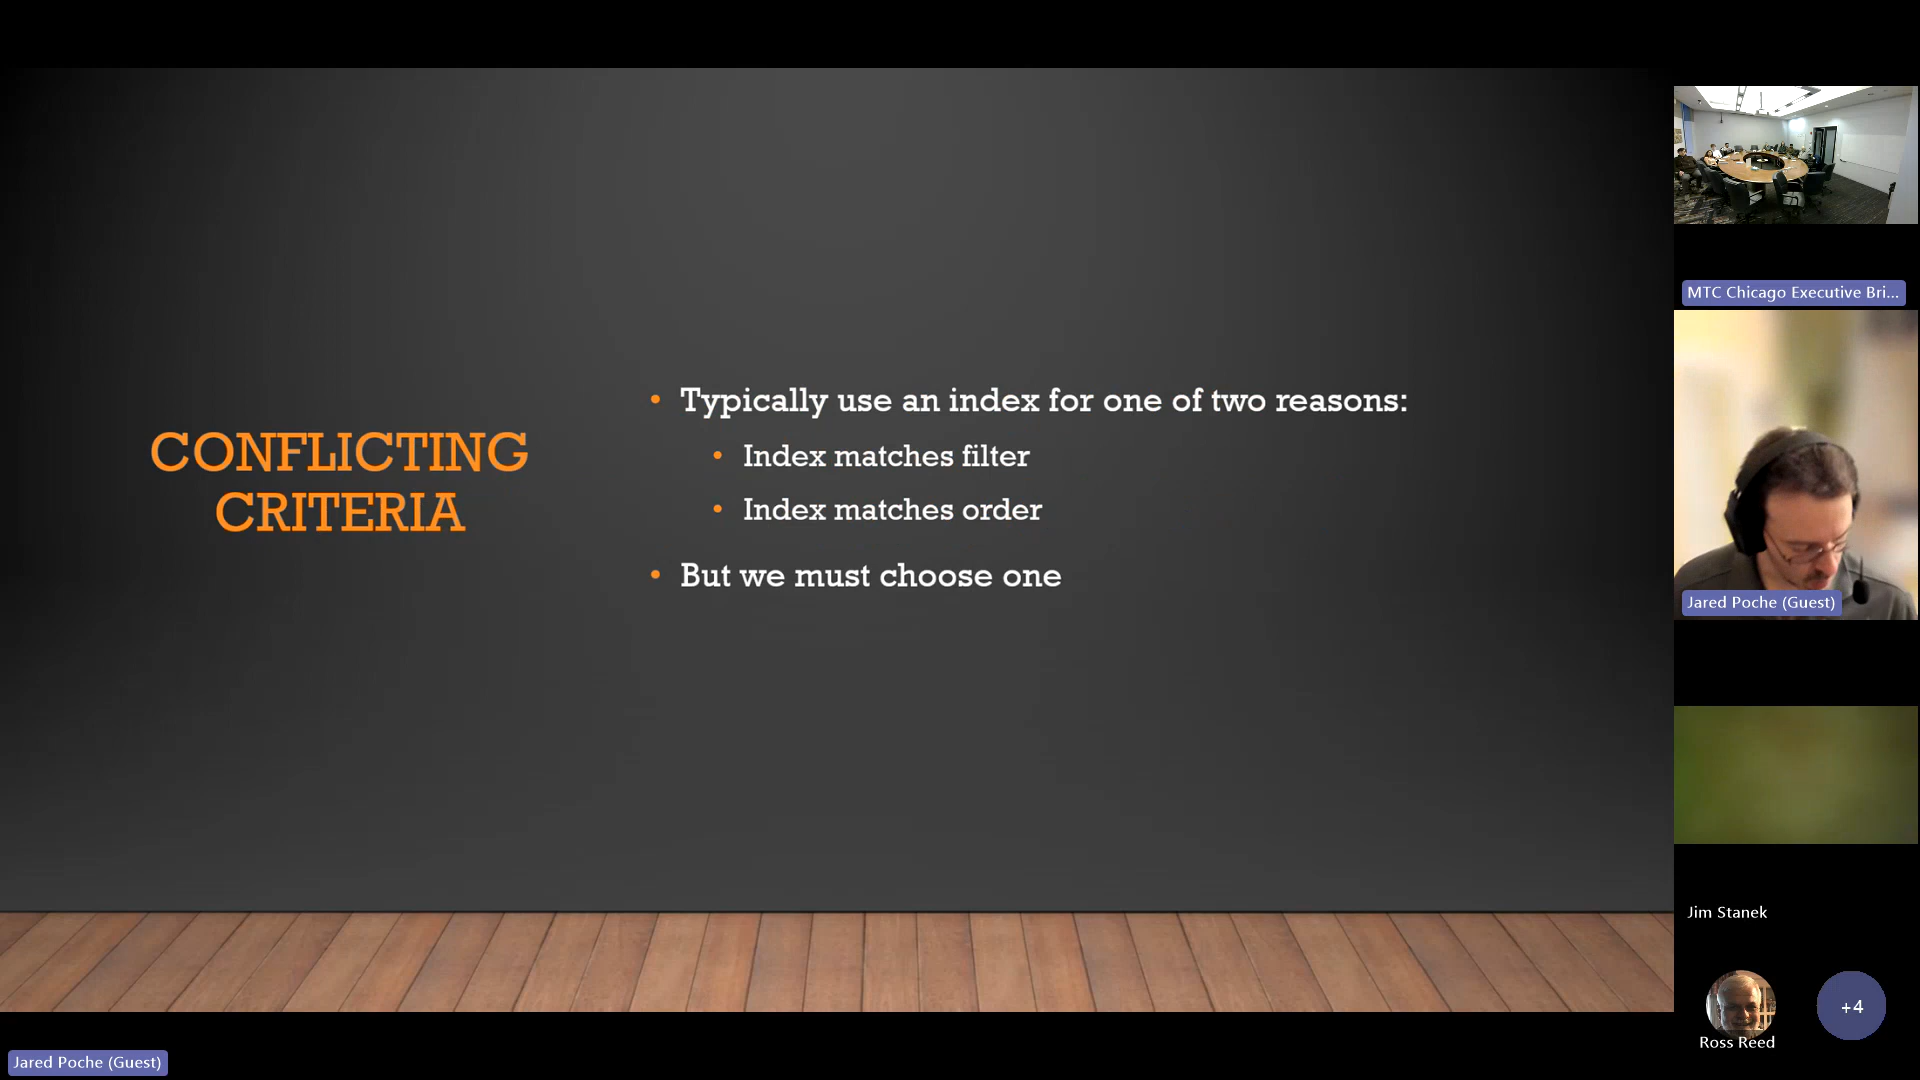 CONFLICTING
CRITERIA
• Typically use an index for one of two reasons:
• Index matches filter
• Index matches order
• But we must choose one
MTC Chicago Executive Bri...
Jared Poche (Guest)
Jim Stanek
+4
Ross Reed
Jared Poche (Guest)